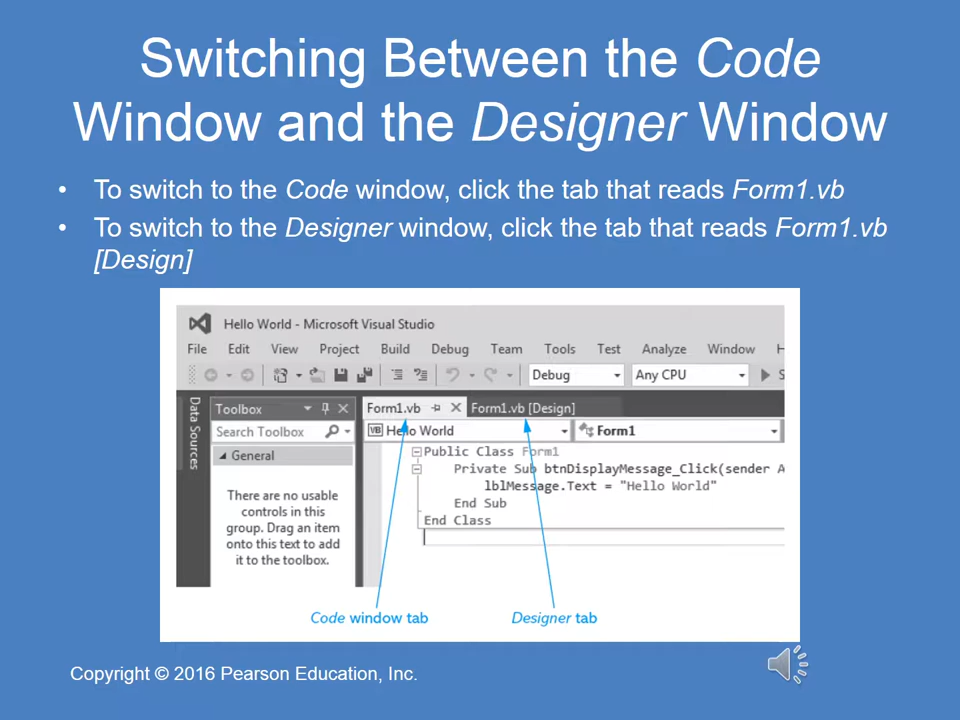 Switching Between the Code
Window and the Designer Window
• To switch to the Code window, click the tab that reads Form1.vb
• To switch to the Designer window, click the tab that reads Form1.vb
[Design]
Hello World - Microsoft Visual Studio
File Edit View Project Build Debug Team Tools Test Analyze Window H
Debug Any CPU S
Data Sources
Toolbox
Form1.vb Form1.vb [Design]
Search Toolbox
VB Hello World Form1
General
Public Class Form1
Private Sub btnDisplayMessage_Click(sender A
lblMessage.Text = "Hello World"
End Sub
End Class
There are no usable
controls in this
group. Drag an item
onto this text to add
it to the toolbox.
Code window tab Designer tab
Copyright © 2016 Pearson Education, Inc.